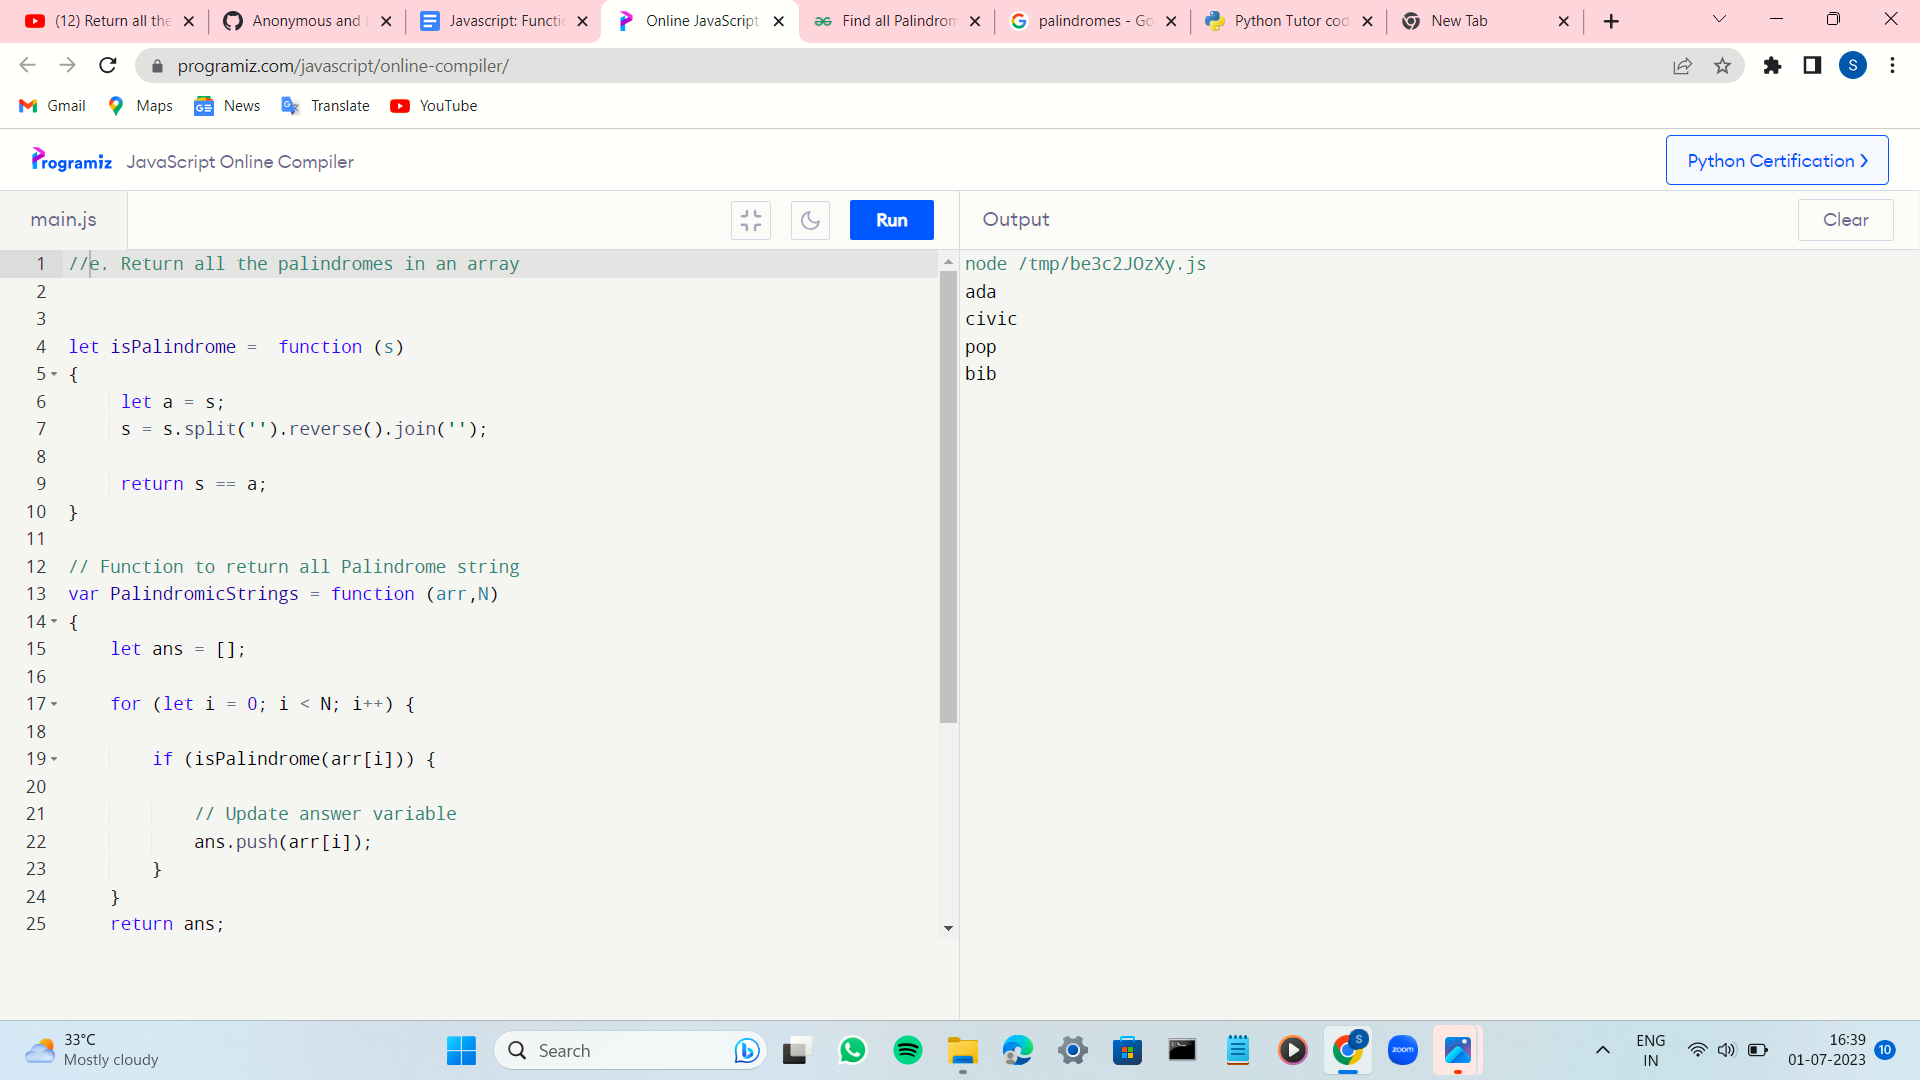 (12) Return all the
Anonymous and
Javascript: Functi
Online JavaScript
Find all Palindrom
palindromes - Go
Python Tutor cod
New Tab
programiz.com/javascript/online-compiler/
S
Gmail
Maps
News
Translate
YouTube
Programiz
JavaScript Online Compiler
Python Certification >
main.js
Run
Output
Clear
1 //e. Return all the palindromes in an array
2
3
4 let isPalindrome =  function (s)
5 {
6      let a = s;
7      s = s.split('').reverse().join('');
8
9      return s == a;
10 }
11
12 // Function to return all Palindrome string
13 var PalindromicStrings = function (arr,N)
14 {
15     let ans = [];
16
17     for (let i = 0; i < N; i++) {
18
19         if (isPalindrome(arr[i])) {
20
21             // Update answer variable
22             ans.push(arr[i]);
23         }
24     }
25     return ans;
node /tmp/be3c2JOzXy.js
ada
civic
pop
bib
33°C
Mostly cloudy
Search
S
zoom
ENG
IN
16:39
01-07-2023
10